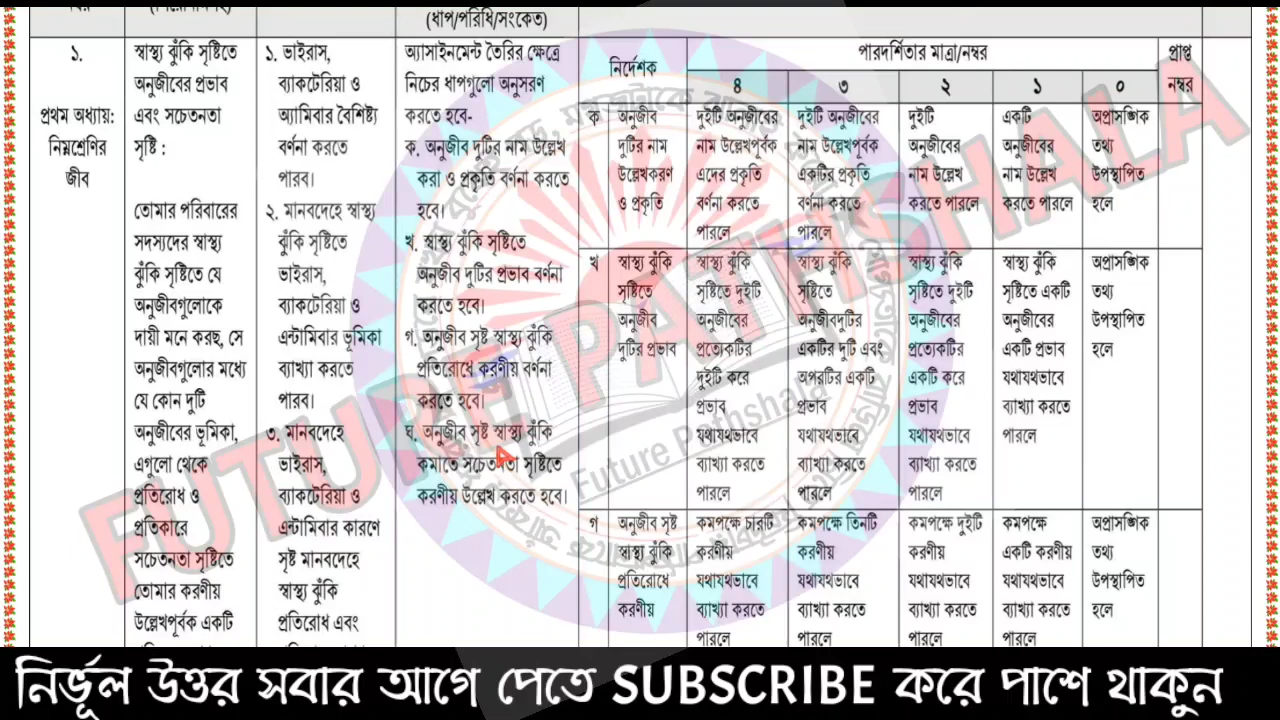 (ধাপ/পরিধি/সংকেত)
১.
প্রথম অধ্যায়:
নিম্নশ্রেণির
জীব
স্বাস্থ্য ঝুঁকি সৃষ্টিতে
অনুজীবের প্রভাব
এবং সচেতনতা
সৃষ্টি :
তোমার পরিবারের
সদস্যদের স্বাস্থ্য
ঝুঁকি সৃষ্টিতে যে
অনুজীবগুলোকে
দায়ী মনে করছ, সে
অনুজীবগুলোর মধ্যে
যে কোন দুটি
অনুজীবের ভূমিকা,
এগুলো থেকে
প্রতিরোধ ও
প্রতিকারে
সচেতনতা সৃষ্টিতে
তোমার করণীয়
উল্লেখপূর্বক একটি
১. ভাইরাস,
ব্যাকটেরিয়া ও
অ্যামিবার বৈশিষ্ট্য
বর্ণনা করতে
পারব।
২. মানবদেহে স্বাস্থ্য
ঝুঁকি সৃষ্টিতে
ভাইরাস,
ব্যাকটেরিয়া ও
এন্টামিবার ভূমিকা
ব্যাখ্যা করতে
পারব।
৩. মানবদেহে
ভাইরাস,
ব্যাকটেরিয়া ও
এন্টামিবার কারণে
সৃষ্ট মানবদেহে
স্বাস্থ্য ঝুঁকি
প্রতিরোধ এবং
অ্যাসাইনমেন্ট তৈরির ক্ষেত্রে
নিচের ধাপগুলো অনুসরণ
করতে হবে-
ক. অনুজীব দুটির নাম উল্লেখ
করা ও প্রকৃতি বর্ণনা করতে
হবে।
খ. স্বাস্থ্য ঝুঁকি সৃষ্টিতে
অনুজীব দুটির প্রভাব বর্ণনা
করতে হবে।
গ. অনুজীব সৃষ্ট স্বাস্থ্য ঝুঁকি
প্রতিরোধে করণীয় বর্ণনা
করতে হবে।
ঘ. অনুজীব সৃষ্ট স্বাস্থ্য ঝুঁকি
কমাতে সচেতনতা সৃষ্টিতে
করণীয় উল্লেখ করতে হবে।
নির্দেশক
পারদর্শিতার মাত্রা/নম্বর
৪ ৩ ২ ১ ০
প্রাপ্ত
নম্বর
ক
অনুজীব
দুটির নাম
উল্লেখকরণ
ও প্রকৃতি
দুইটি অনুজীবের
নাম উল্লেখপূর্বক
এদের প্রকৃতি
বর্ণনা করতে
পারলে
দুইটি অনুজীবের
নাম উল্লেখপূর্বক
একটির প্রকৃতি
বর্ণনা করতে
পারলে
দুইটি
অনুজীবের
নাম উল্লেখ
করতে পারলে
একটি
অনুজীবের
নাম উল্লেখ
করতে পারলে
অপ্রাসঙ্গিক
তথ্য
উপস্থাপিত
হলে
খ
স্বাস্থ্য ঝুঁকি
সৃষ্টিতে
অনুজীব
দুটির প্রভাব
স্বাস্থ্য ঝুঁকি
সৃষ্টিতে দুইটি
অনুজীবের
প্রত্যেকটির
দুইটি করে
প্রভাব
যথাযথভাবে
ব্যাখ্যা করতে
পারলে
স্বাস্থ্য ঝুঁকি
সৃষ্টিতে
অনুজীবদুটির
একটির দুটি এবং
অপরটির একটি
প্রভাব
যথাযথভাবে
ব্যাখ্যা করতে
পারলে
স্বাস্থ্য ঝুঁকি
সৃষ্টিতে দুইটি
অনুজীবের
প্রত্যেকটির
একটি করে
প্রভাব
যথাযথভাবে
ব্যাখ্যা করতে
পারলে
স্বাস্থ্য ঝুঁকি
সৃষ্টিতে একটি
অনুজীবের
একটি প্রভাব
যথাযথভাবে
ব্যাখ্যা করতে
পারলে
অপ্রাসঙ্গিক
তথ্য
উপস্থাপিত
হলে
গ
অনুজীব সৃষ্ট
স্বাস্থ্য ঝুঁকি
প্রতিরোধে
করণীয়
কমপক্ষে চারটি
করণীয়
যথাযথভাবে
ব্যাখ্যা করতে
পারলে
কমপক্ষে তিনটি
করণীয়
যথাযথভাবে
ব্যাখ্যা করতে
পারলে
কমপক্ষে দুইটি
করণীয়
যথাযথভাবে
ব্যাখ্যা করতে
পারলে
কমপক্ষে
একটি করণীয়
যথাযথভাবে
ব্যাখ্যা করতে
পারলে
অপ্রাসঙ্গিক
তথ্য
উপস্থাপিত
হলে
FUTURE PATHSHALA
Future Pathshala
নির্ভূল উত্তর সবার আগে পেতে SUBSCRIBE করে পাশে থাকুন